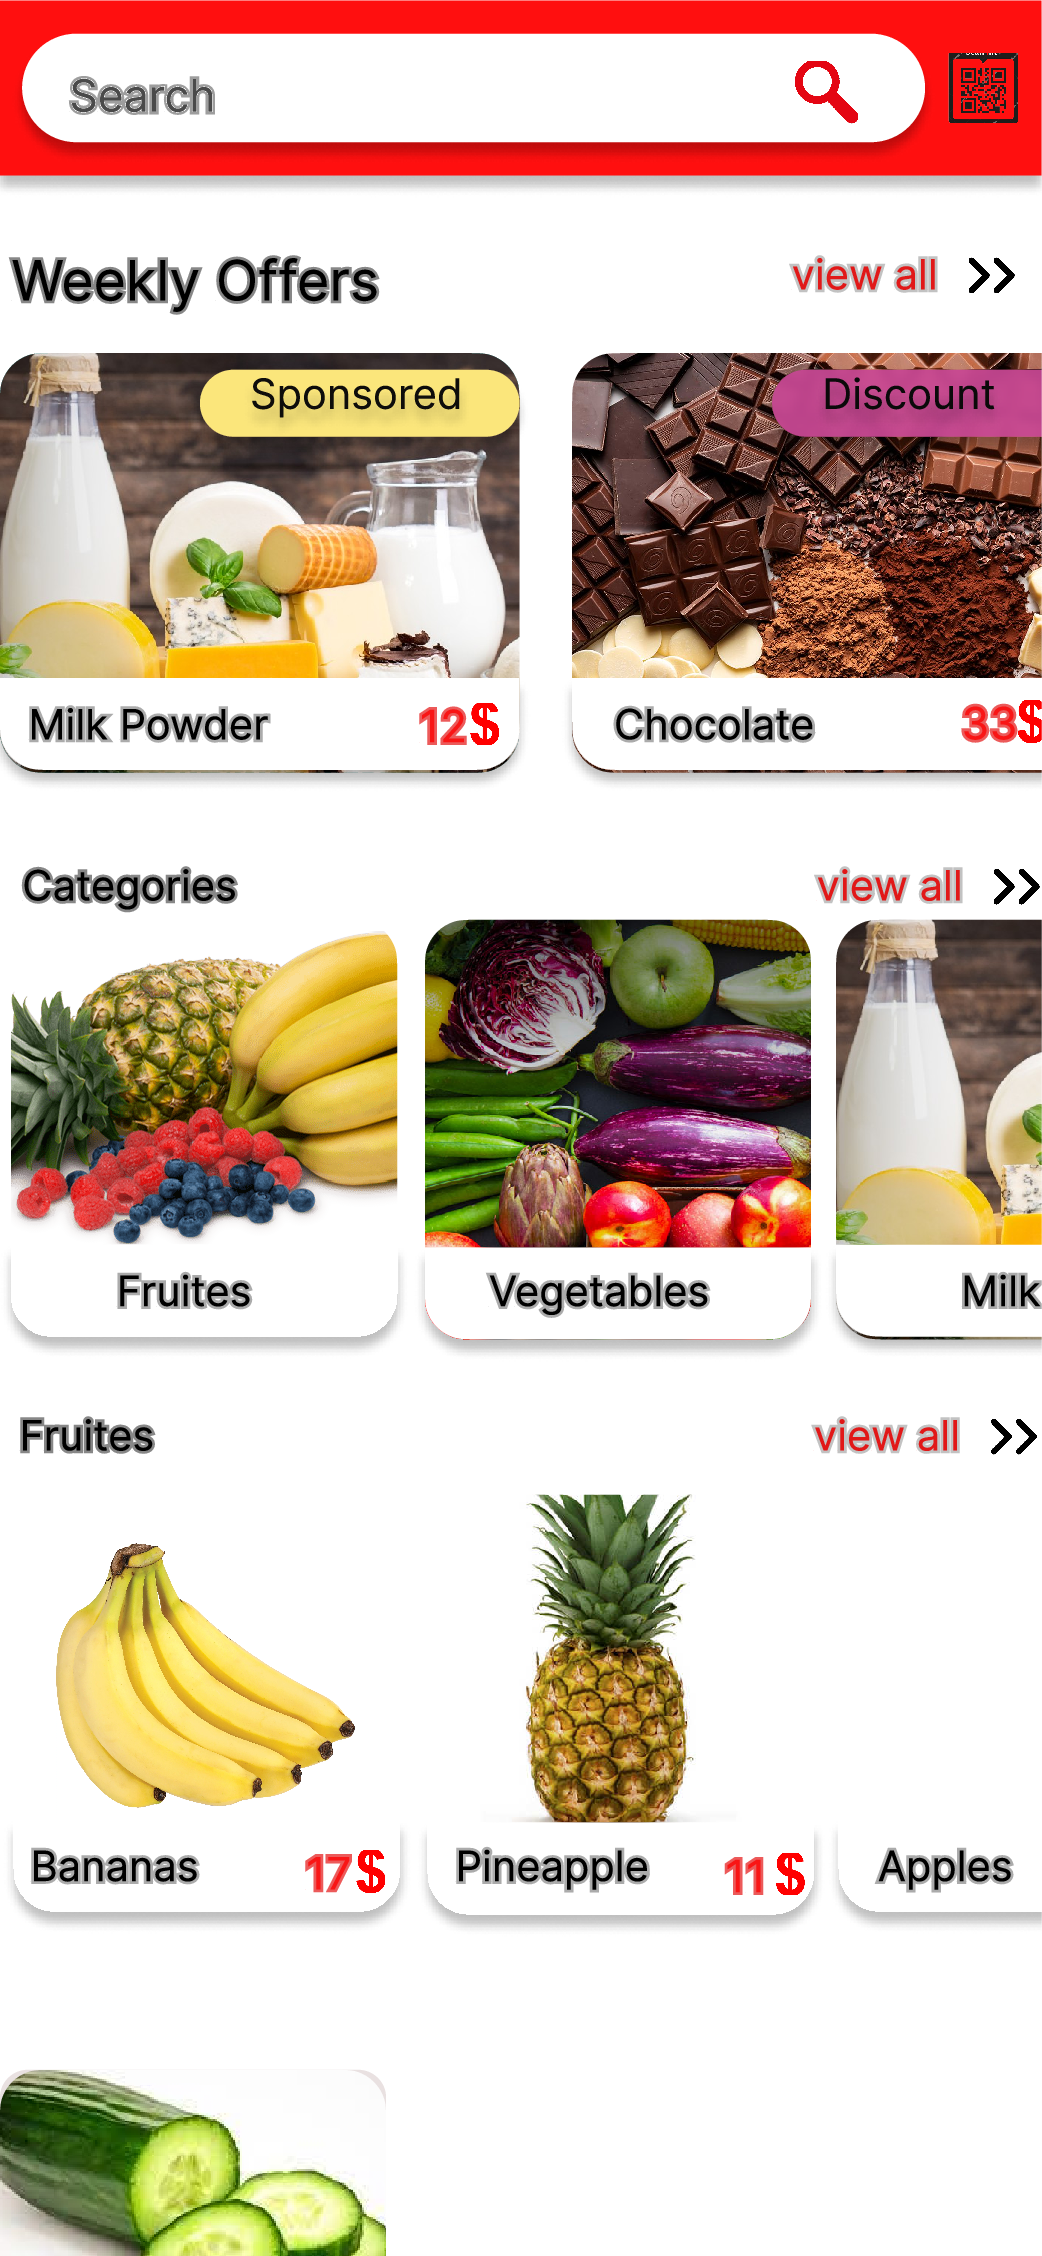 Search
Weekly Offers
view all
Sponsored
Discount
Milk Powder
12$
Chocolate
33$
Categories
view all
Fruites
Vegetables
Milk
Fruites
view all
Bananas
17$
Pineapple
11$
Apples